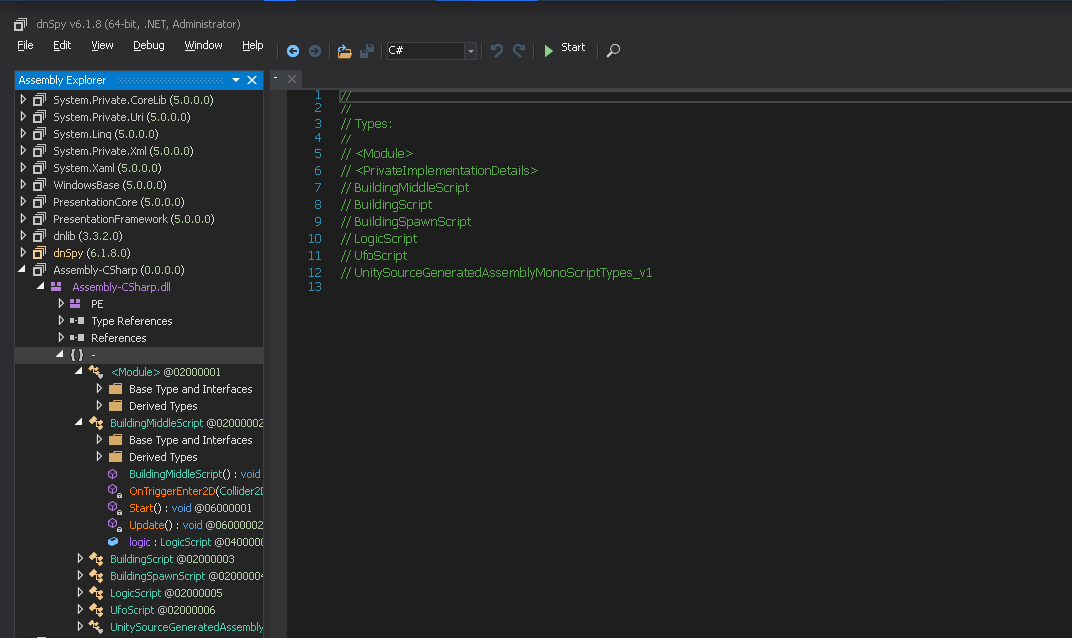 dnSpy v6.1.8 (64-bit, .NET, Administrator)
File Edit View Debug Window Help C# Start
Assembly Explorer
System.Private.CoreLib (5.0.0.0)
System.Private.Uri (5.0.0.0)
System.Linq (5.0.0.0)
System.Private.Xml (5.0.0.0)
System.Xaml (5.0.0.0)
WindowsBase (5.0.0.0)
PresentationCore (5.0.0.0)
PresentationFramework (5.0.0.0)
dnlib (3.3.2.0)
dnSpy (6.1.8.0)
Assembly-CSharp (0.0.0.0)
Assembly-CSharp.dll
PE
Type References
References
{ } -
<Module> @02000001
Base Type and Interfaces
Derived Types
BuildingMiddleScript @02000002
Base Type and Interfaces
Derived Types
BuildingMiddleScript() : void
OnTriggerEnter2D(Collider2D
Start() : void @06000001
Update() : void @06000002
logic : LogicScript @040000
BuildingScript @02000003
BuildingSpawnScript @02000004
LogicScript @02000005
UfoScript @02000006
UnitySourceGeneratedAssembly
-
1 //
2 //
3 // Types:
4 //
5 // <Module>
6 // <PrivateImplementationDetails>
7 // BuildingMiddleScript
8 // BuildingScript
9 // BuildingSpawnScript
10 // LogicScript
11 // UfoScript
12 // UnitySourceGeneratedAssemblyMonoScriptTypes_v1
13